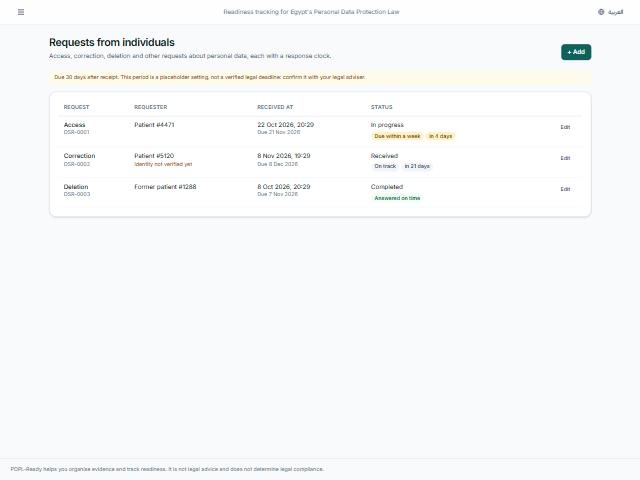 Readiness tracking for Egypt's Personal Data Protection Law
العربية
Requests from individuals
Access, correction, deletion and other requests about personal data, each with a response clock.
+ Add
Due 30 days after receipt. This period is a placeholder setting, not a verified legal deadline: confirm it with your legal adviser.
REQUEST REQUESTER RECEIVED AT STATUS
Access Patient #4471 22 Oct 2026, 20:29 In progress Edit
DSR-0001 Due 21 Nov 2026 Due within a week in 4 days
Correction Patient #5120 8 Nov 2026, 19:29 Received Edit
DSR-0002 Identity not verified yet Due 8 Dec 2026 On track in 21 days
Deletion Former patient #1288 8 Oct 2026, 20:29 Completed Edit
DSR-0003 Due 7 Nov 2026 Answered on time
PDPL-Ready helps you organise evidence and track readiness. It is not legal advice and does not determine legal compliance.